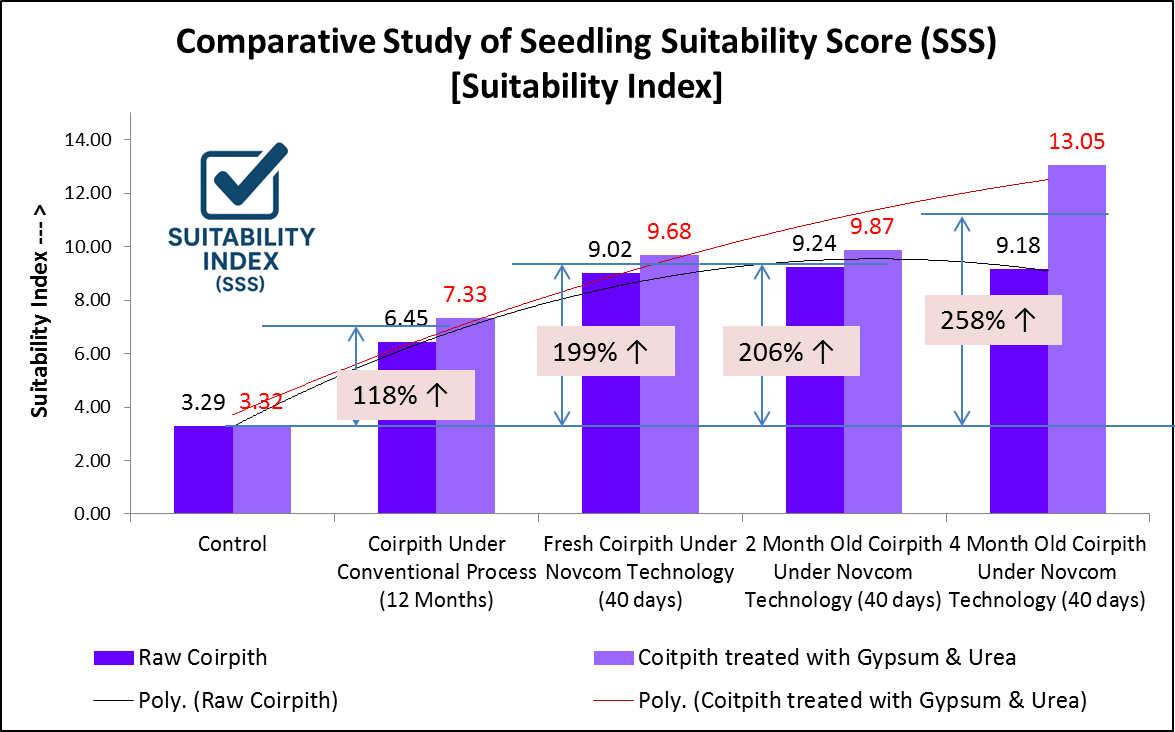 Comparative Study of Seedling Suitability Score (SSS)
[Suitability Index]
Suitability Index --- >
14.00
12.00
10.00
8.00
6.00
4.00
2.00
0.00
SUITABILITY
INDEX
(SSS)
3.29
3.32
6.45
7.33
9.02
9.68
9.24
9.87
9.18
13.05
118% ↑
199% ↑
206% ↑
258% ↑
Control
Coirpith Under
Conventional Process
(12 Months)
Fresh Coirpith Under
Novcom Technology
(40 days)
2 Month Old Coirpith
Under Novcom
Technology (40 days)
4 Month Old Coirpith
Under Novcom
Technology (40 days)
Raw Coirpith
Coitpith treated with Gypsum & Urea
Poly. (Raw Coirpith)
Poly. (Coitpith treated with Gypsum & Urea)